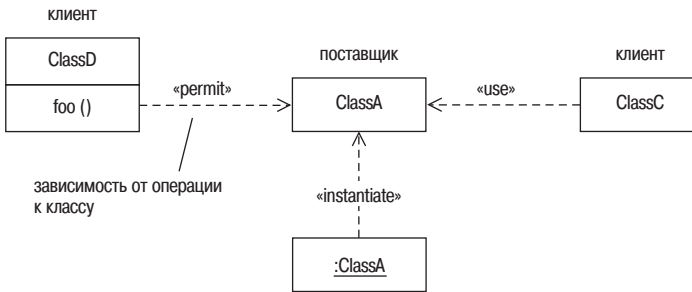 клиент
ClassD
foo ()
«permit»
поставщик
ClassA
«use»
клиент
ClassC
зависимость от операции
к классу
«instantiate»
:ClassA